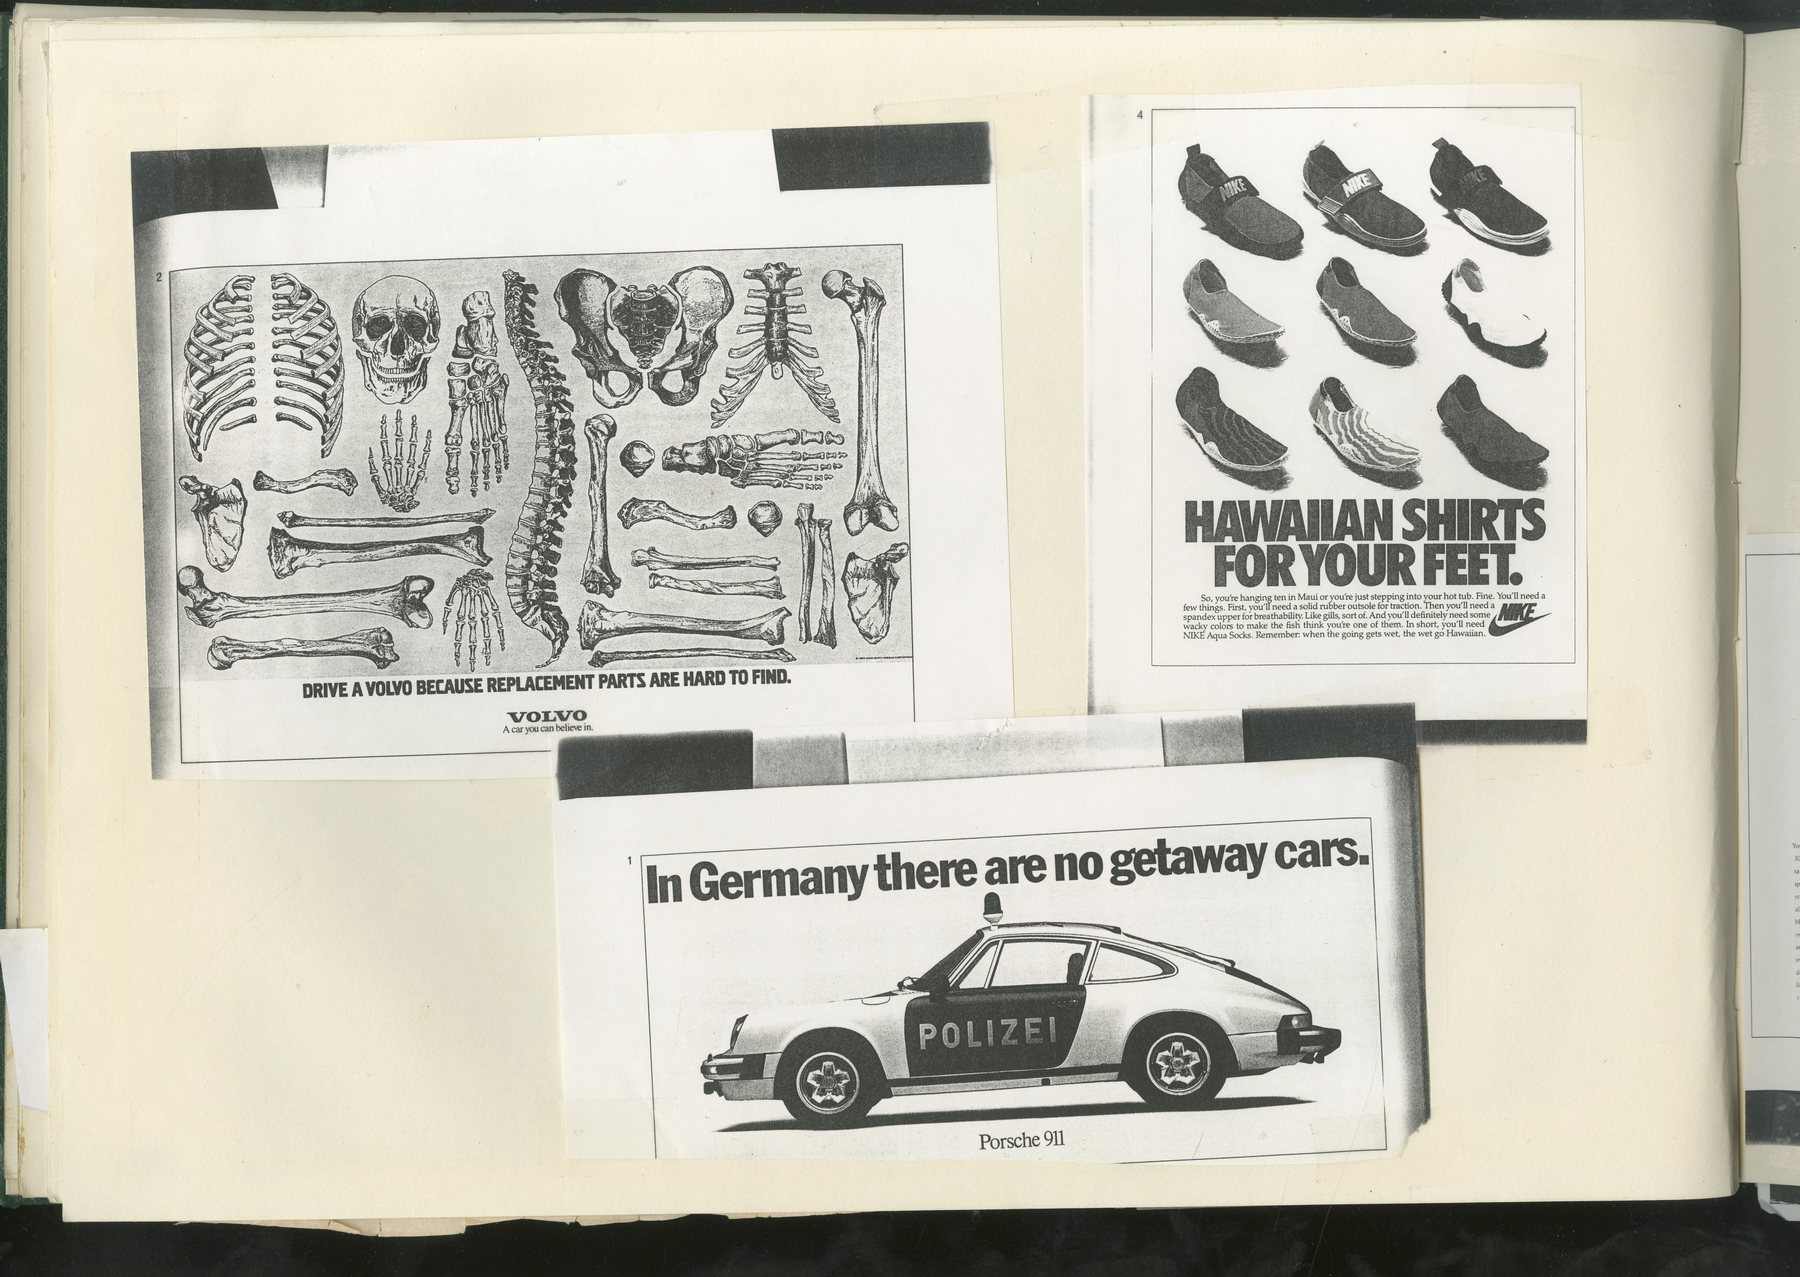 2
DRIVE A VOLVO BECAUSE REPLACEMENT PARTS ARE HARD TO FIND.
VOLVO
A car you can believe in.
4
NIKE
NIKE
NIKE
HAWAIIAN SHIRTS
FOR YOUR FEET.
So, you're hanging ten in Maui or you're just stepping into your hot tub. Fine. You'll need a
few things. First, you'll need a solid rubber outsole for traction. Then you'll need a
spandex upper for breathability. Like gills, sort of. And you'll definitely need some
wacky colors to make the fish think you're one of them. In short, you'll need
NIKE Aqua Socks. Remember: when the going gets wet, the wet go Hawaiian.
NIKE
1
In Germany there are no getaway cars.
POLIZEI
Porsche 911